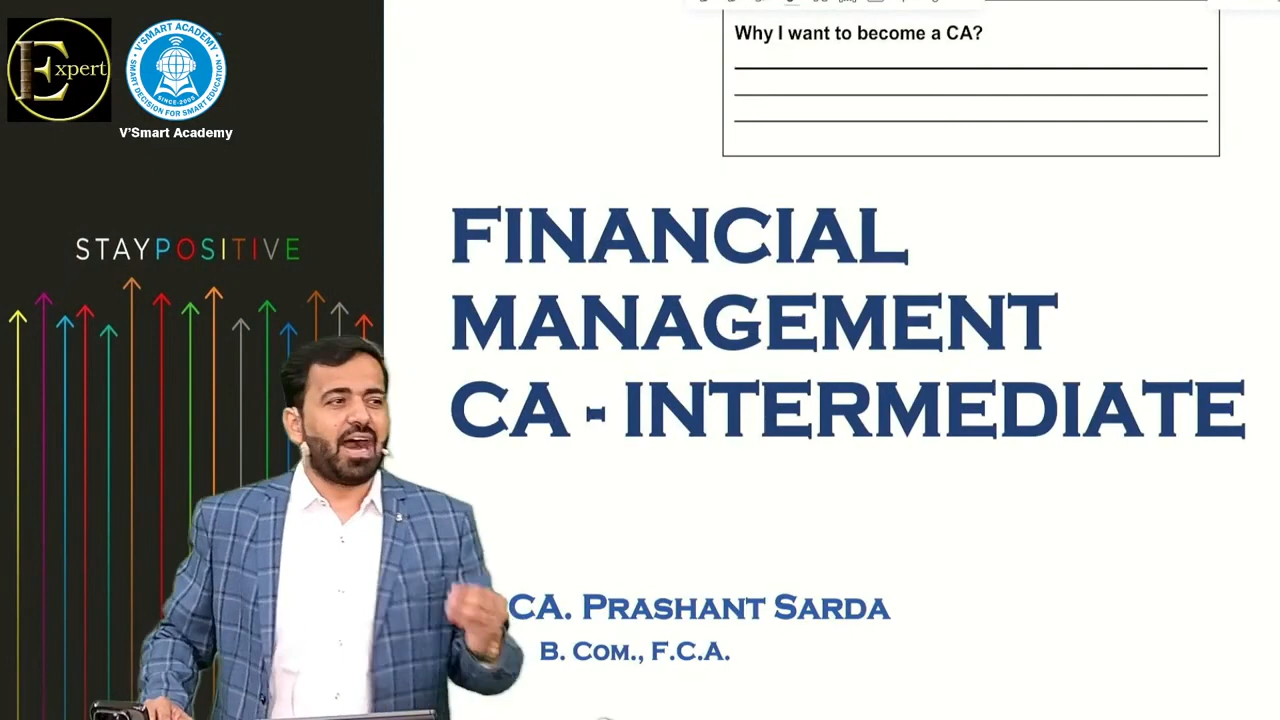 Expert
V'SMART ACADEMY
SMART DECISION FOR SMART EDUCATION
SINCE-2005
V'Smart Academy
Why I want to become a CA?
STAYPOSITIVE
FINANCIAL
MANAGEMENT
CA - INTERMEDIATE
CA. PRASHANT SARDA
B. COM., F.C.A.